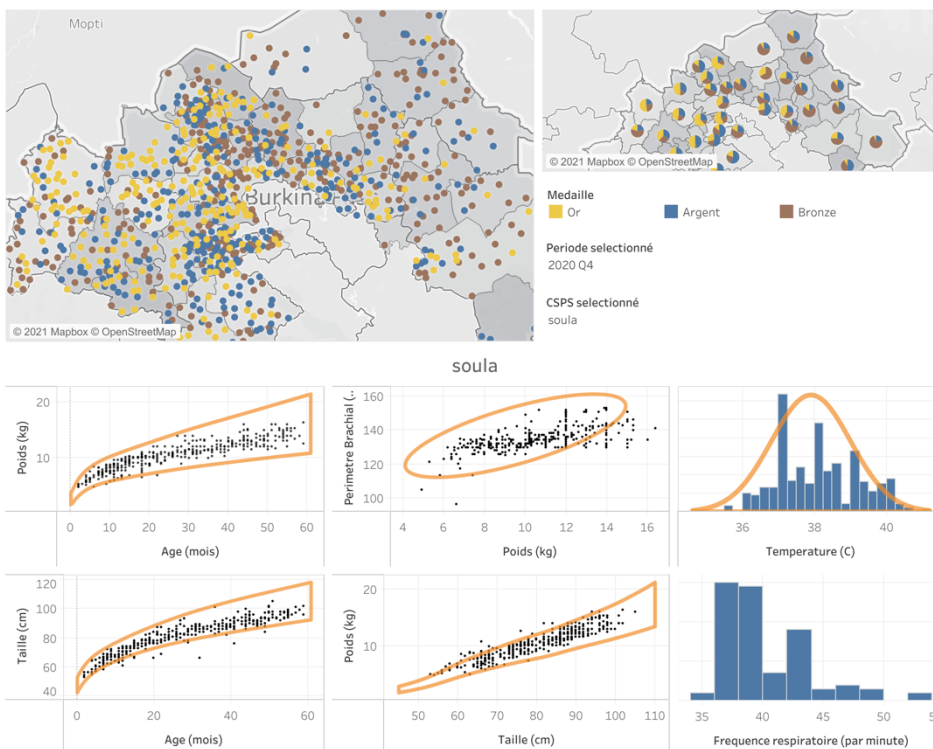 Mopti
Burkina
© 2021 Mapbox © OpenStreetMap
© 2021 Mapbox © OpenStreetMap
Medaille
Or
Argent
Bronze
Periode selectionné
2020 Q4
CSPS selectionné
soula
soula
Poids (kg)
20
10
0
10
20
30
40
50
60
Age (mois)
Perimetre Brachial (..
160
140
120
100
4
6
8
10
12
14
16
Poids (kg)
36
38
40
Temperature (C)
Taille (cm)
120
100
80
60
40
0
20
40
60
Age (mois)
Poids (kg)
20
10
50
60
70
80
90
100
110
Taille (cm)
35
40
45
50
Frequence respiratoire (par minute)